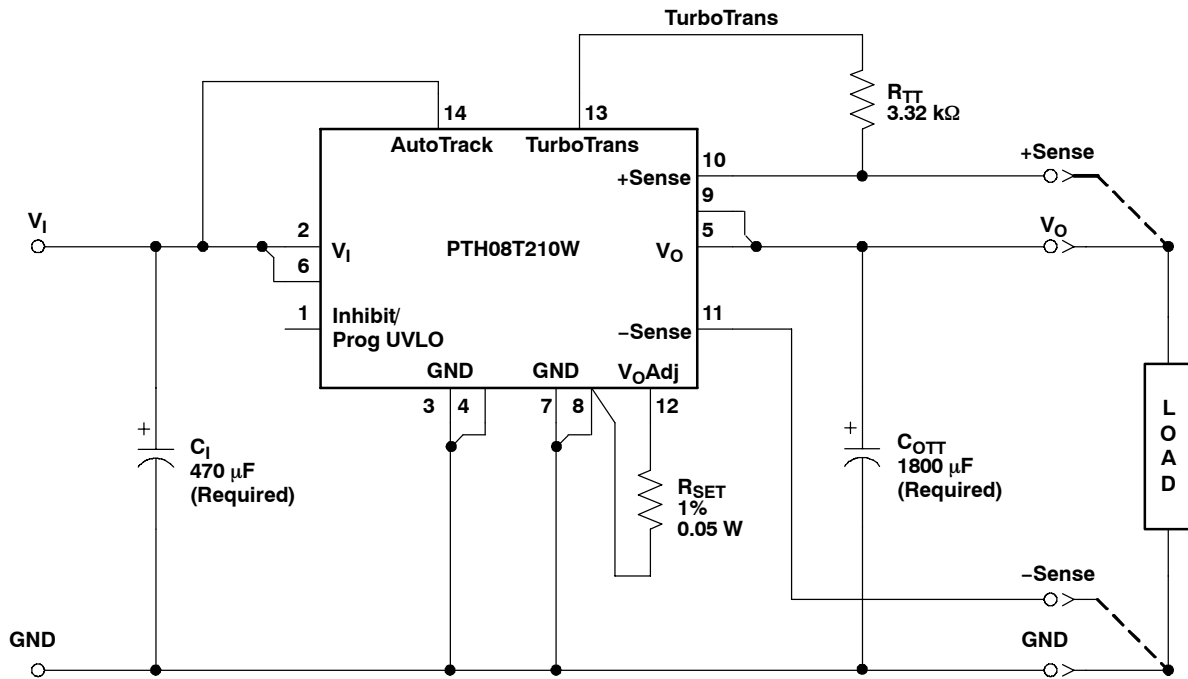 TurboTrans
R_TT
3.32 kΩ
14
13
AutoTrack
TurboTrans
10
+Sense
+Sense
9
V_I
2
5
V_O
V_I
PTH08T210W
V_O
6
1
Inhibit/
Prog UVLO
11
−Sense
GND
GND
V_OAdj
3
4
7
8
12
+
C_I
470 μF
(Required)
R_SET
1%
0.05 W
+
C_OTT
1800 μF
(Required)
L
O
A
D
−Sense
GND
GND